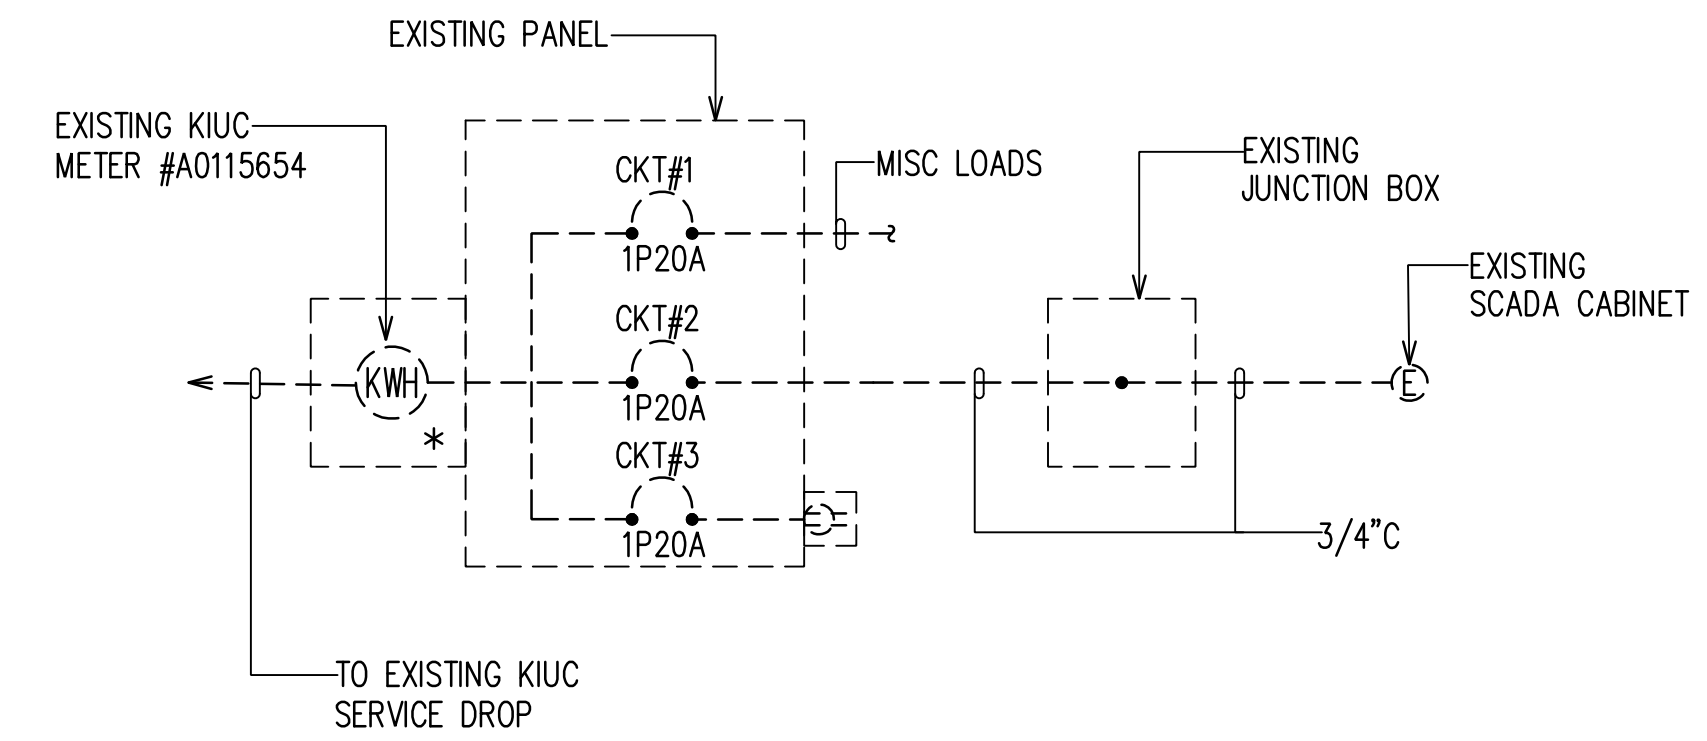 EXISTING PANEL
EXISTING KIUC
METER #A0115654
CKT#1
1P20A
MISC LOADS
EXISTING
JUNCTION BOX
EXISTING
SCADA CABINET
CKT#2
1P20A
KWH
*
E
CKT#3
1P20A
3/4"C
TO EXISTING KIUC
SERVICE DROP